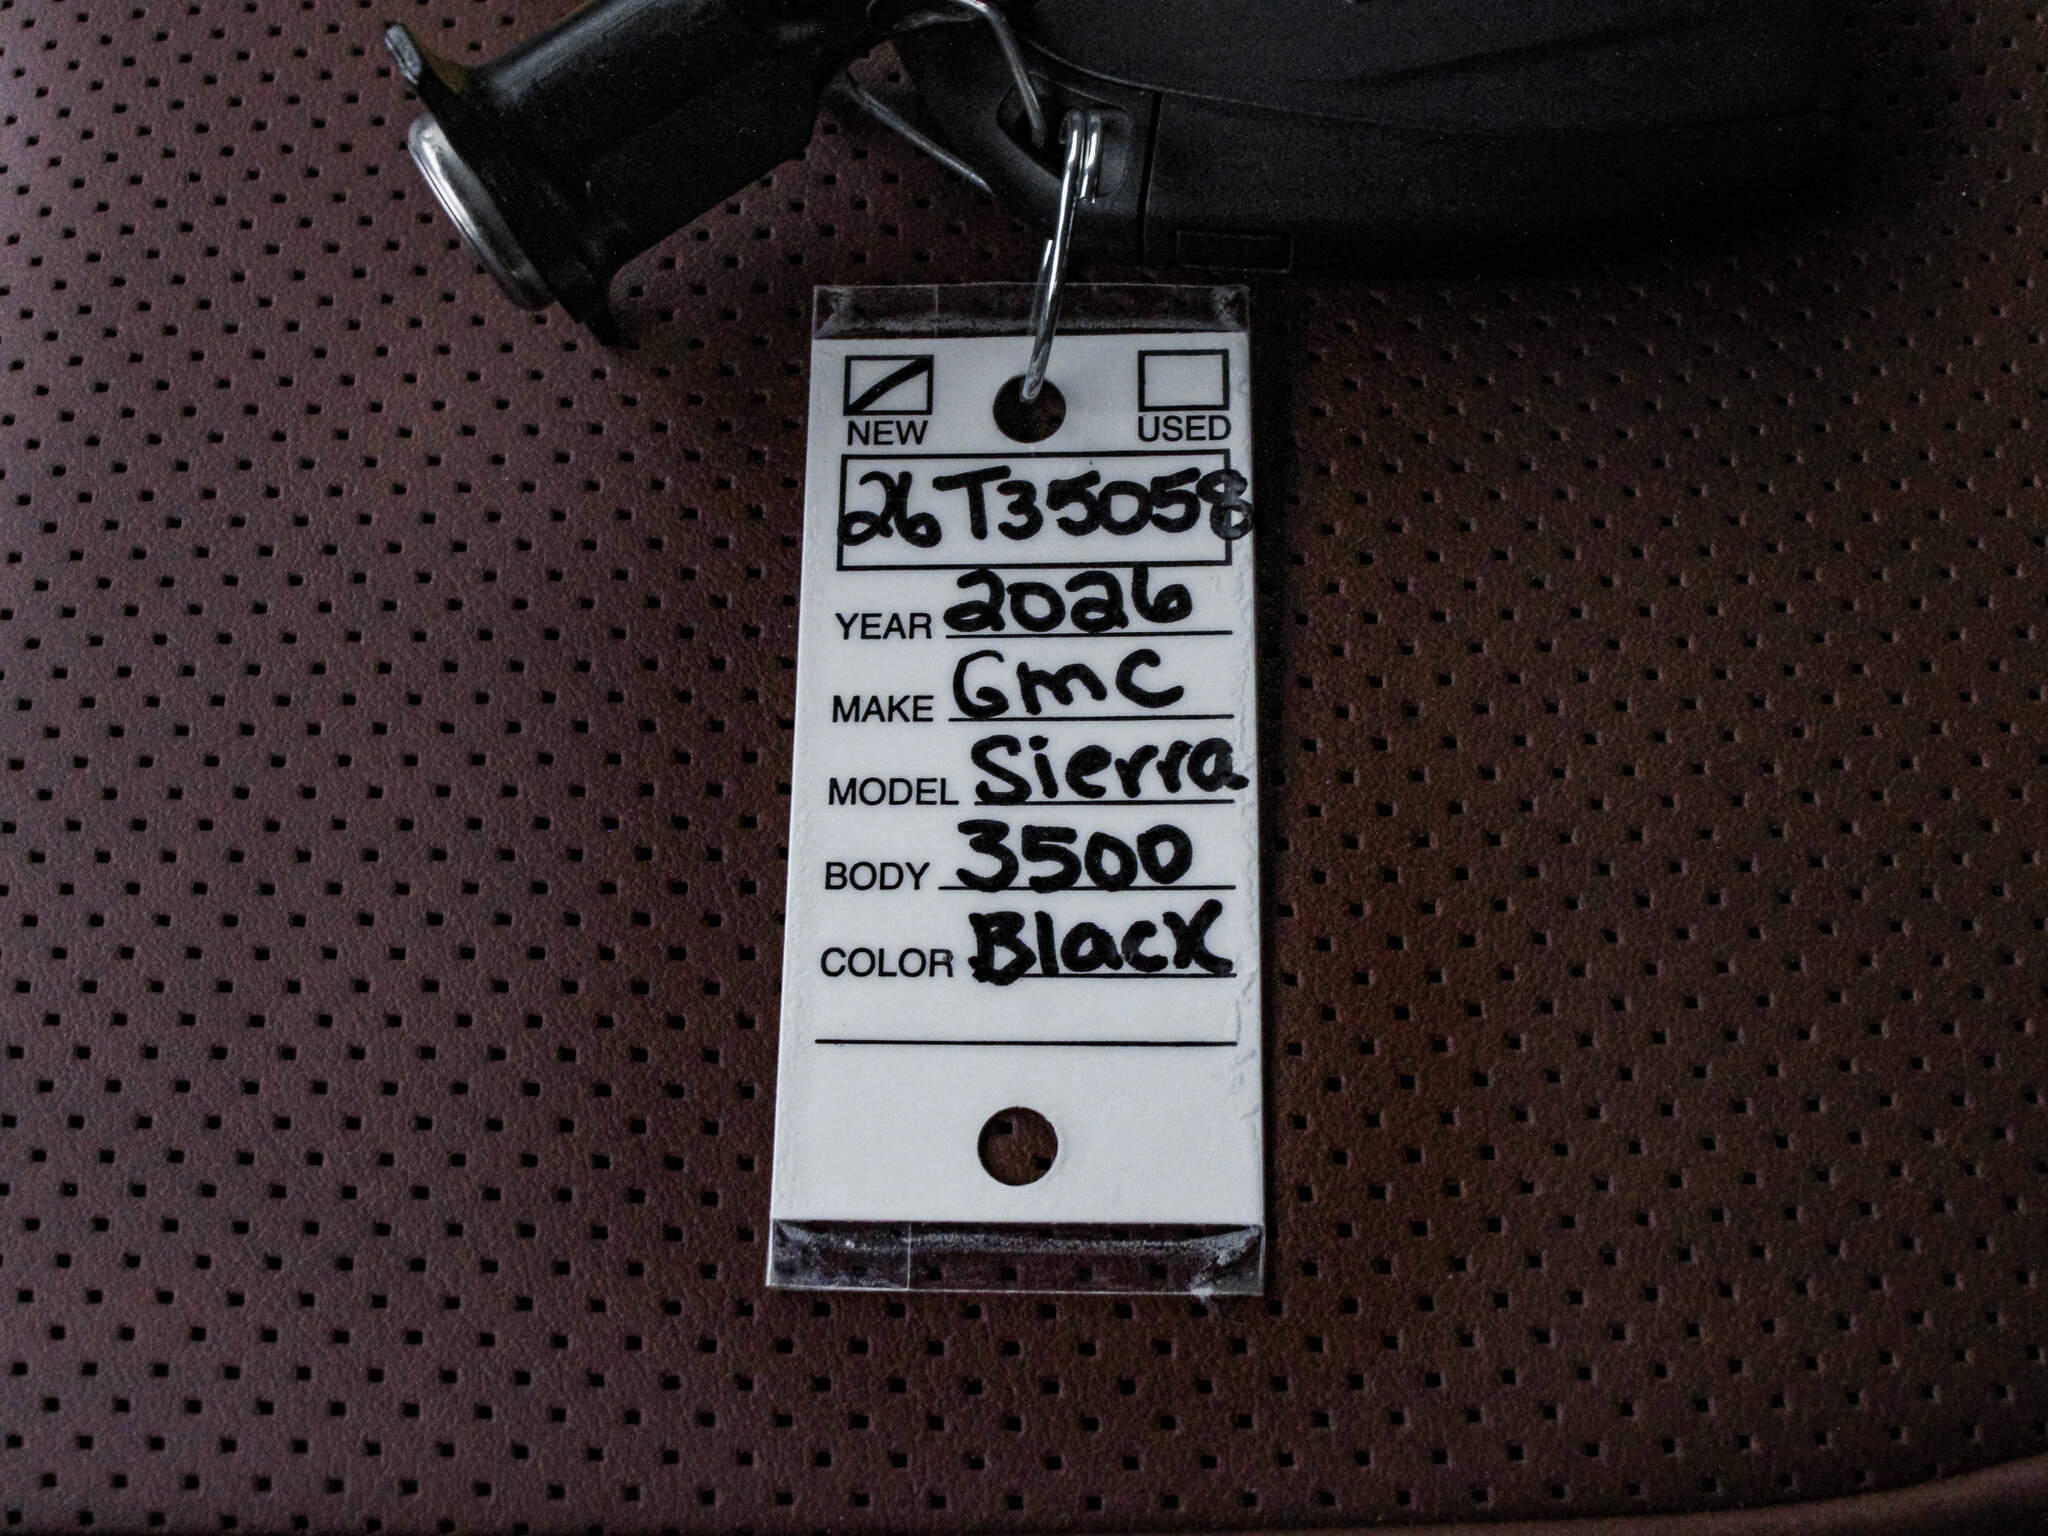 NEW USED
26T35058
YEAR 2026
MAKE GMC
MODEL Sierra
BODY 3500
COLOR Black